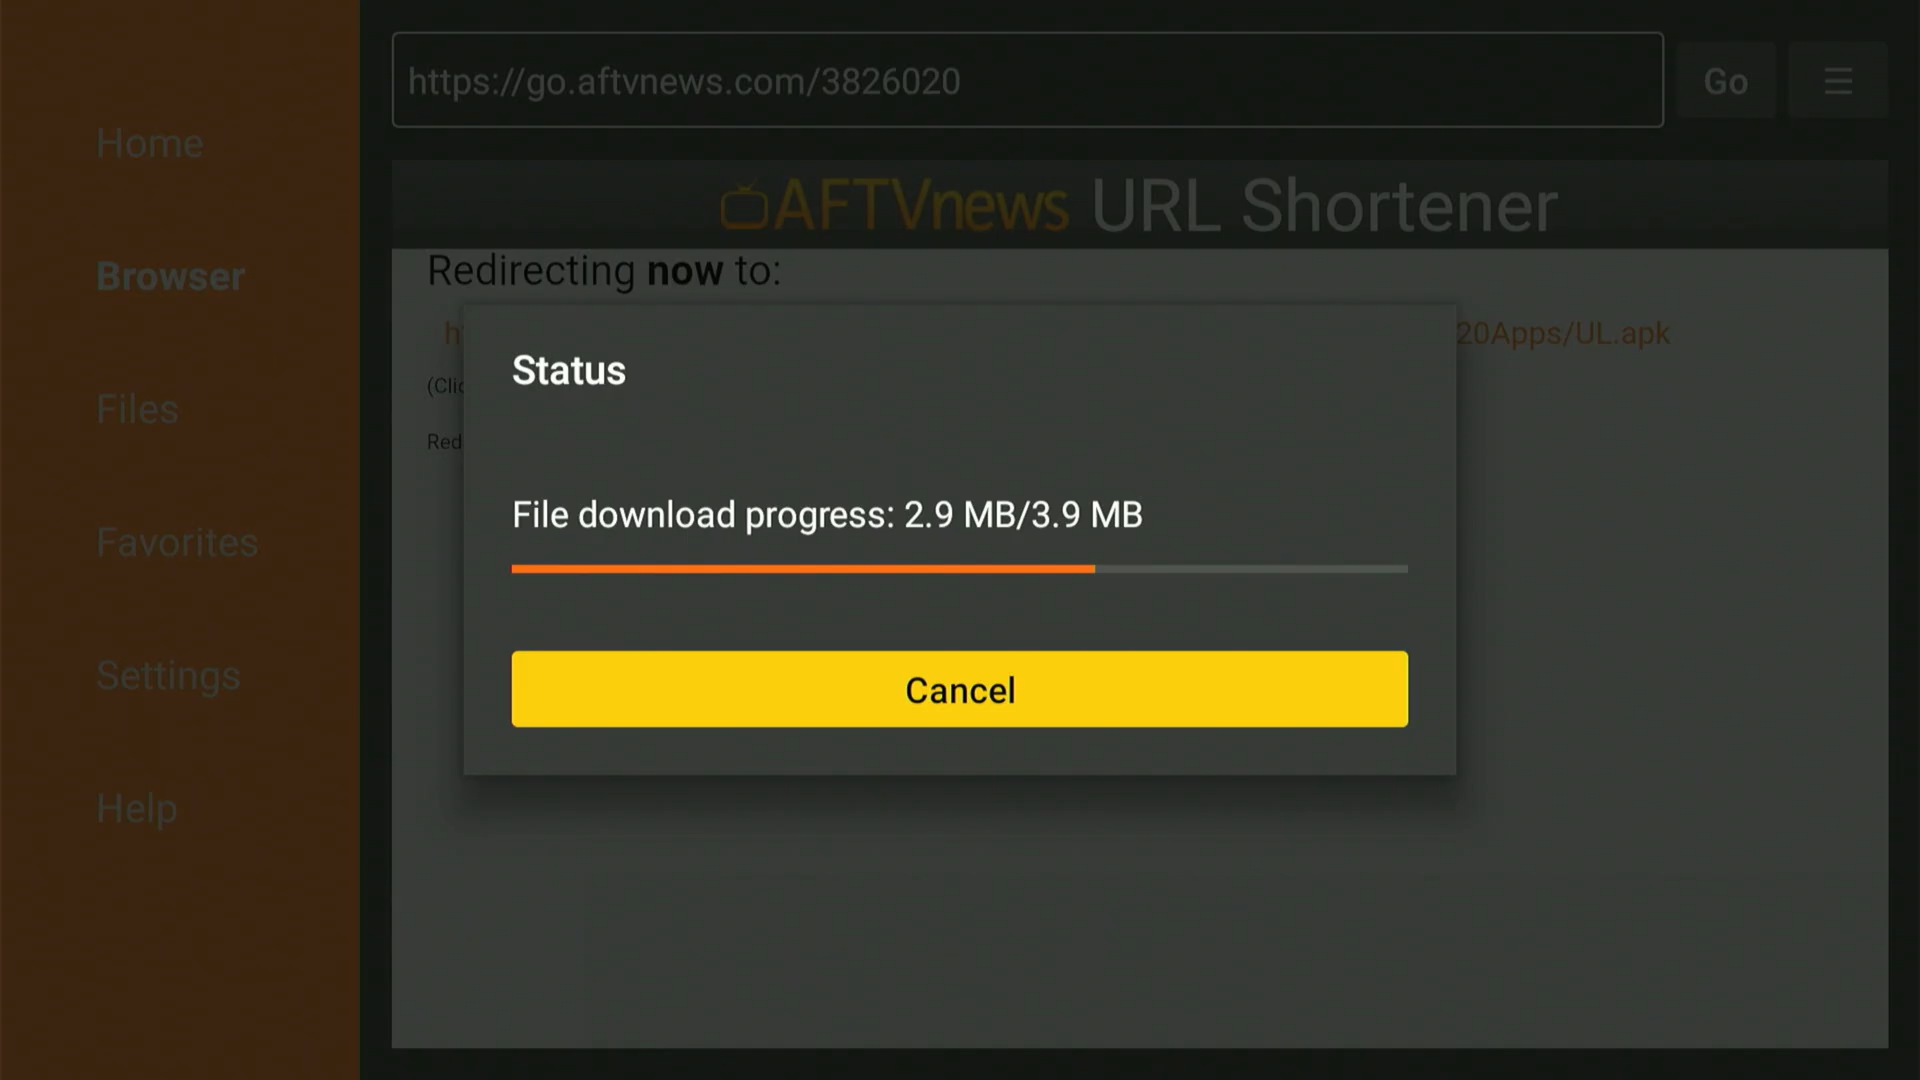 Home
Browser
Files
Favorites
Settings
Help
https://go.aftvnews.com/3826020
Go
AFTVnews URL Shortener
Redirecting now to:
20Apps/UL.apk
Status
File download progress: 2.9 MB/3.9 MB
Cancel